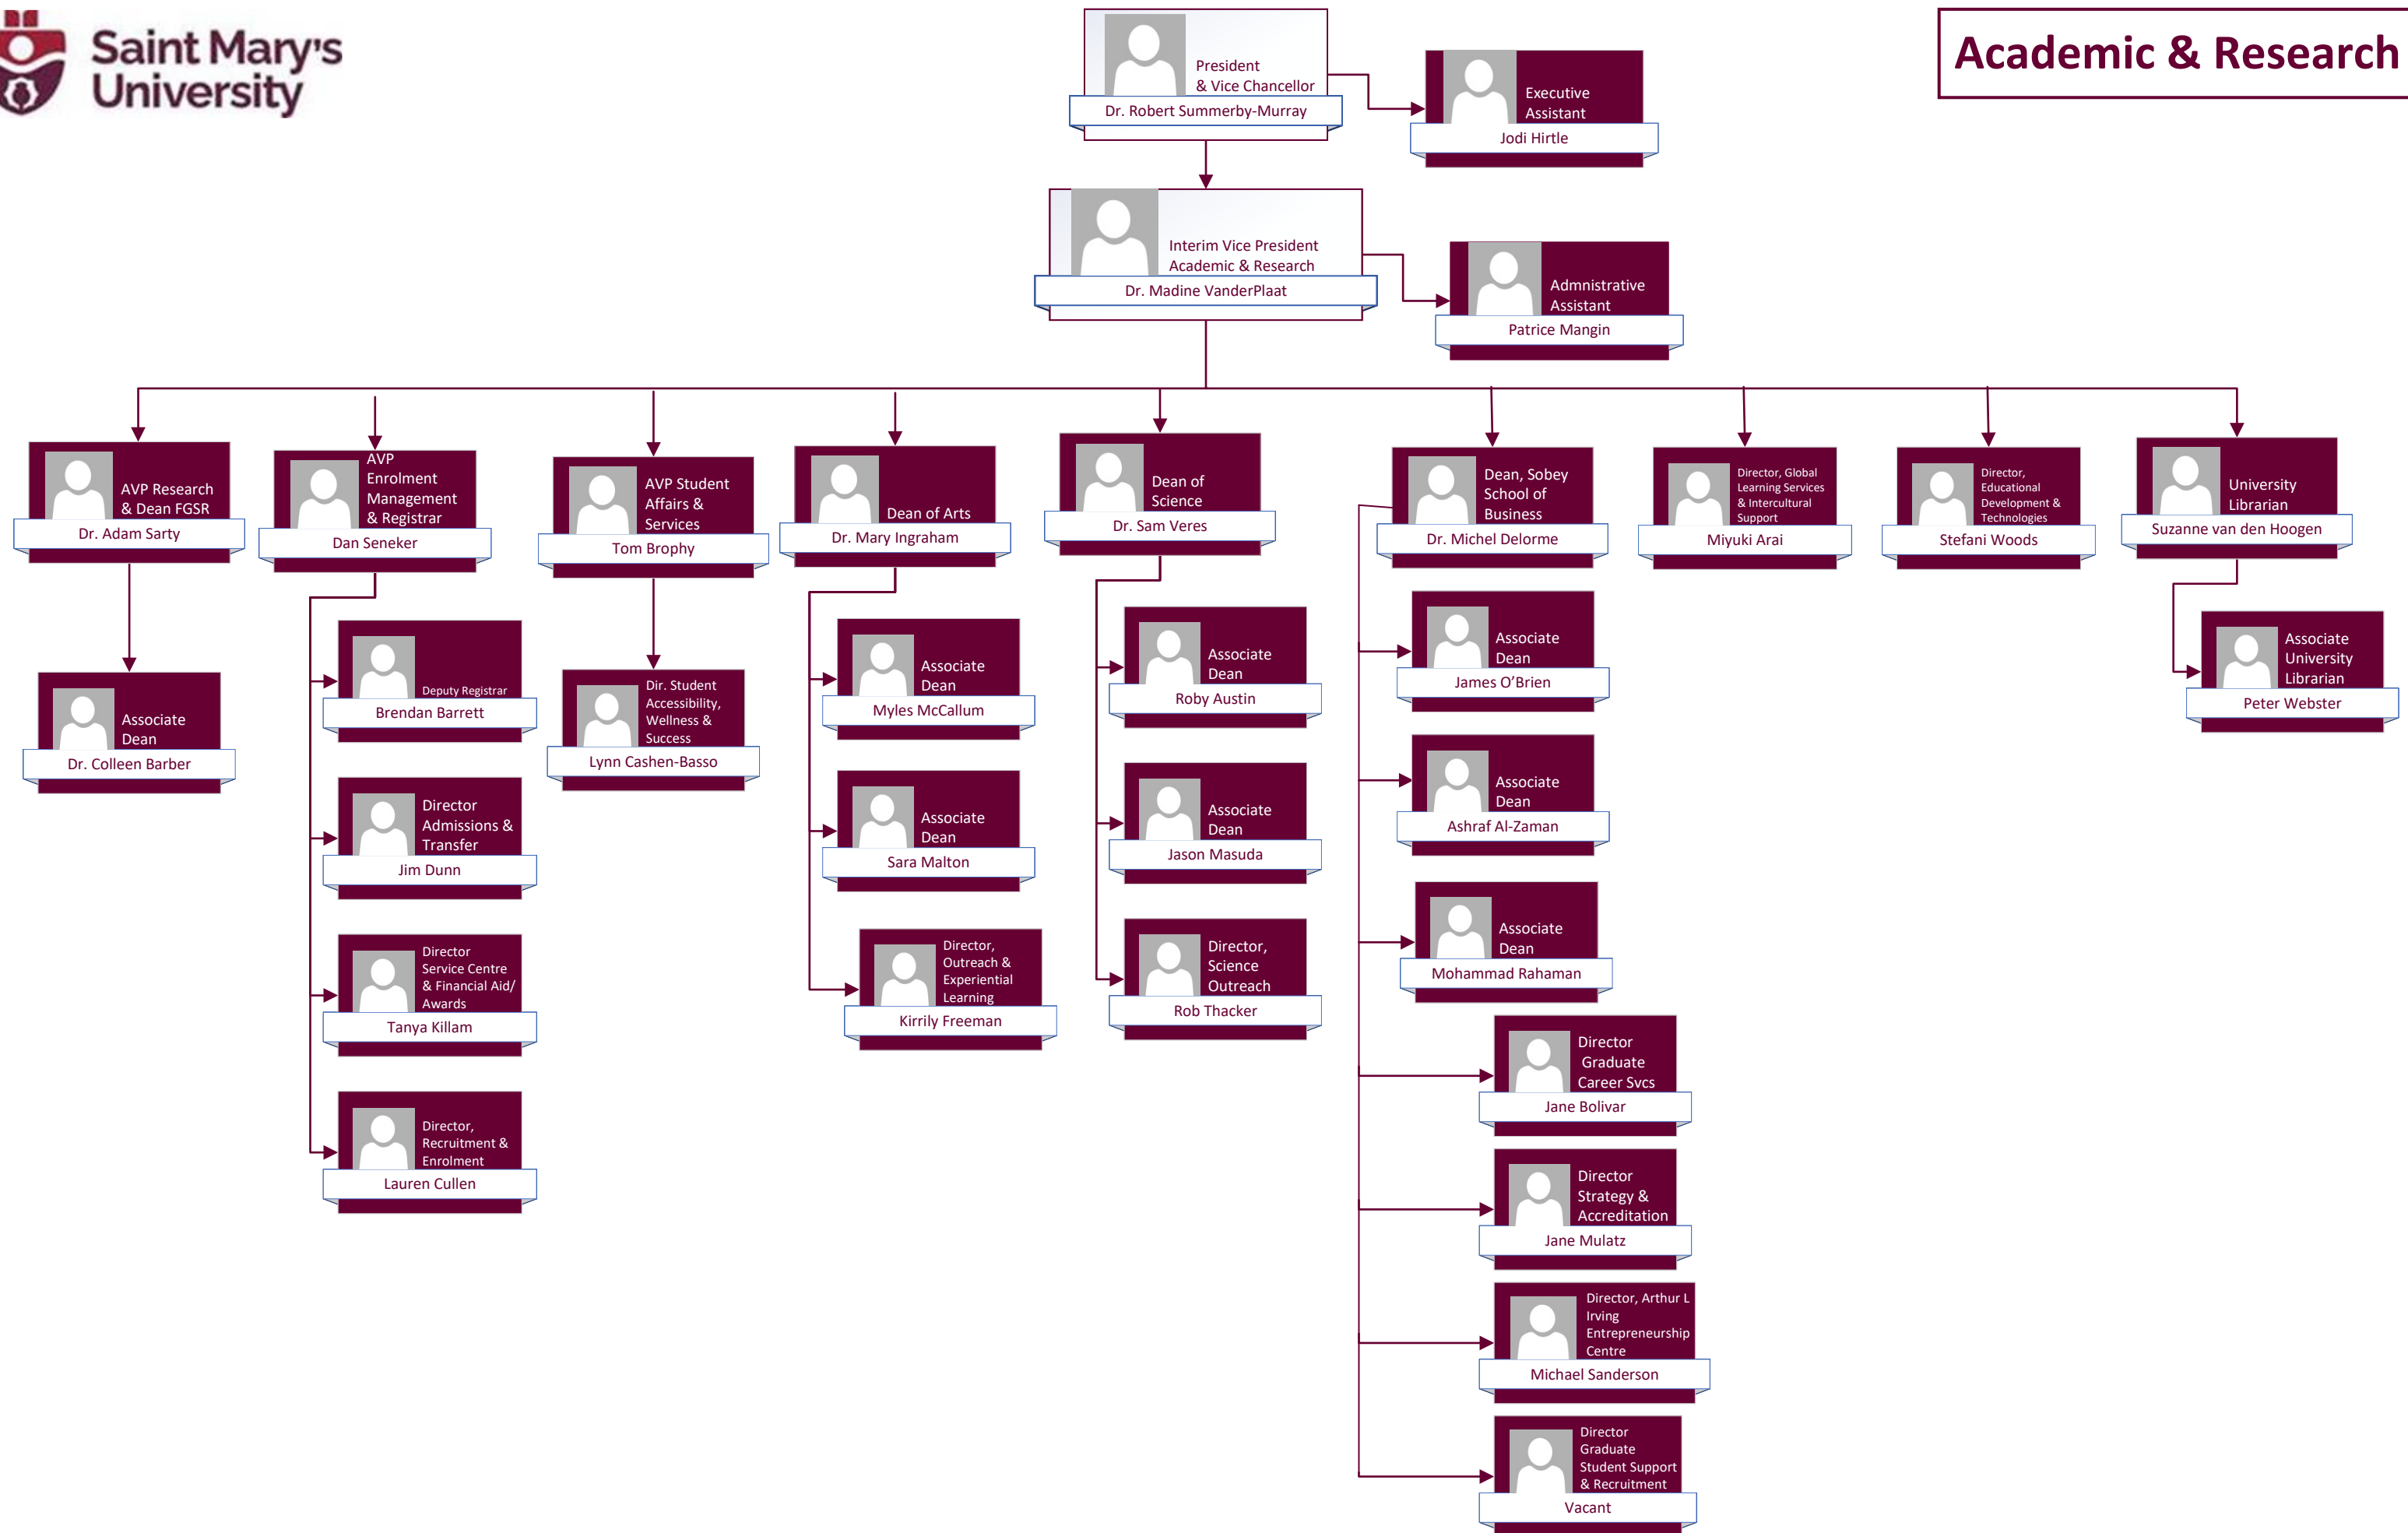 Saint Mary's
University
Academic & Research
President
& Vice Chancellor
Dr. Robert Summerby-Murray
Executive
Assistant
Jodi Hirtle
Interim Vice President
Academic & Research
Dr. Madine VanderPlaat
Admnistrative
Assistant
Patrice Mangin
AVP Research
& Dean FGSR
Dr. Adam Sarty
AVP
Enrolment
Management
& Registrar
Dan Seneker
AVP Student
Affairs &
Services
Tom Brophy
Dean of Arts
Dr. Mary Ingraham
Dean of
Science
Dr. Sam Veres
Dean, Sobey
School of
Business
Dr. Michel Delorme
Director, Global
Learning Services
& Intercultural
Support
Miyuki Arai
Director,
Educational
Development &
Technologies
Stefani Woods
University
Librarian
Suzanne van den Hoogen
Associate
Dean
Dr. Colleen Barber
Deputy Registrar
Brendan Barrett
Director
Admissions &
Transfer
Jim Dunn
Director
Service Centre
& Financial Aid/
Awards
Tanya Killam
Director,
Recruitment &
Enrolment
Lauren Cullen
Dir. Student
Accessibility,
Wellness &
Success
Lynn Cashen-Basso
Associate
Dean
Myles McCallum
Associate
Dean
Sara Malton
Director,
Outreach &
Experiential
Learning
Kirrily Freeman
Associate
Dean
Roby Austin
Associate
Dean
Jason Masuda
Director,
Science
Outreach
Rob Thacker
Associate
Dean
James O’Brien
Associate
Dean
Ashraf Al-Zaman
Associate
Dean
Mohammad Rahaman
Director
Graduate
Career Svcs
Jane Bolivar
Director
Strategy &
Accreditation
Jane Mulatz
Director, Arthur L
Irving
Entrepreneurship
Centre
Michael Sanderson
Director
Graduate
Student Support
& Recruitment
Vacant
Associate
University
Librarian
Peter Webster